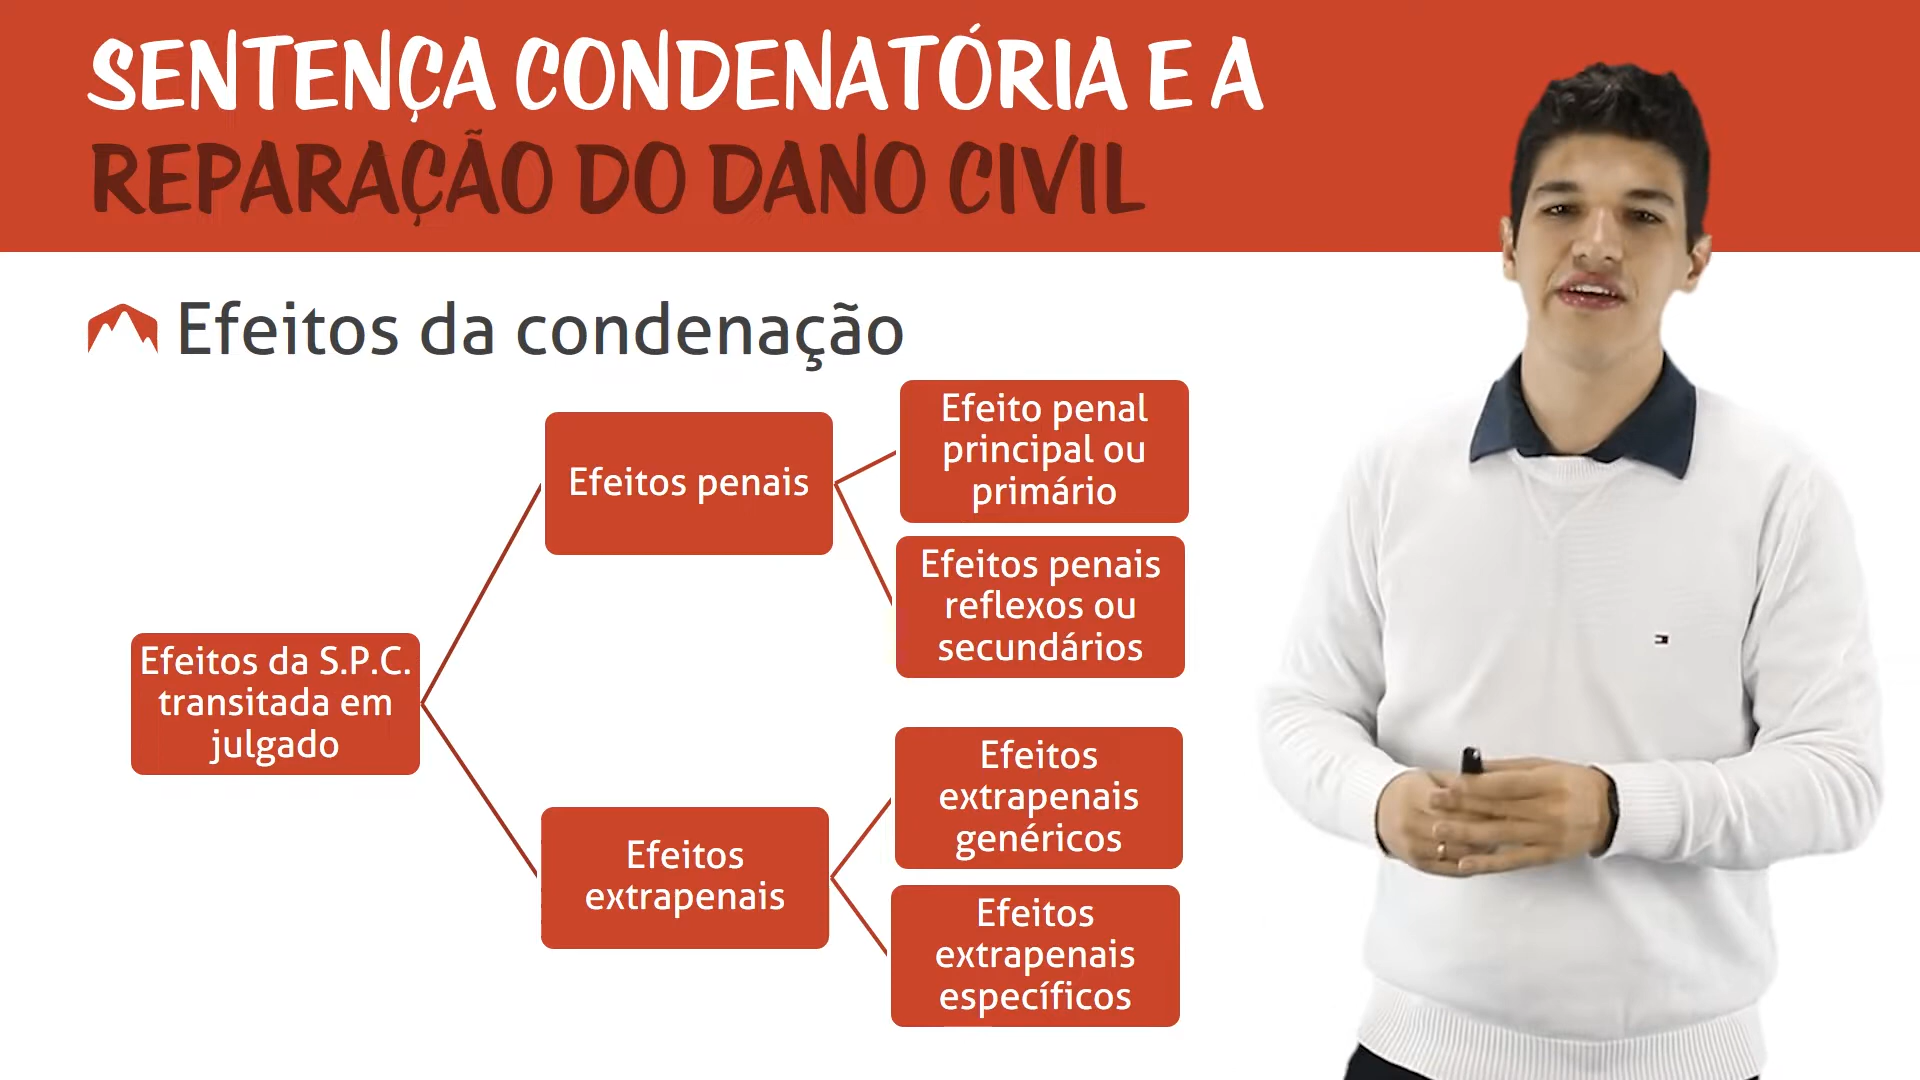 SENTENÇA CONDENATÓRIA E A
REPARAÇÃO DO DANO CIVIL
Efeitos da condenação
Efeitos da S.P.C.
transitada em
julgado
Efeitos penais
Efeito penal
principal ou
primário
Efeitos penais
reflexos ou
secundários
Efeitos
extrapenais
Efeitos
extrapenais
genéricos
Efeitos
extrapenais
específicos